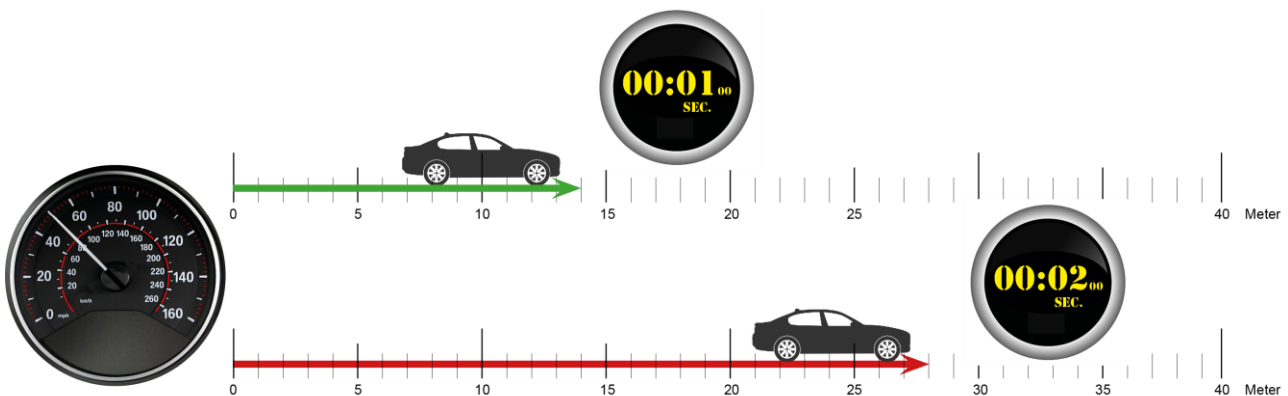 00:01 00
SEC.
0 5 10 15 20 25 40 Meter
0 20 40 60 80 100 120 140 160
mph
20 40 60 80 100 120 140 160 180 200 220 240 260
km/h
00:02 00
SEC.
0 5 10 15 20 25 30 35 40 Meter